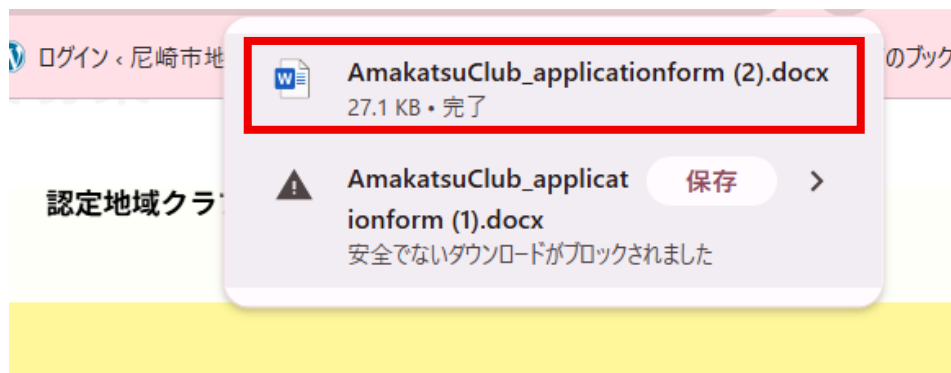 ログイン ‹ 尼崎市地
のブック
AmakatsuClub_applicationform (2).docx
27.1 KB • 完了
認定地域クラ
AmakatsuClub_applicat
ionform (1).docx
保存
安全でないダウンロードがブロックされました